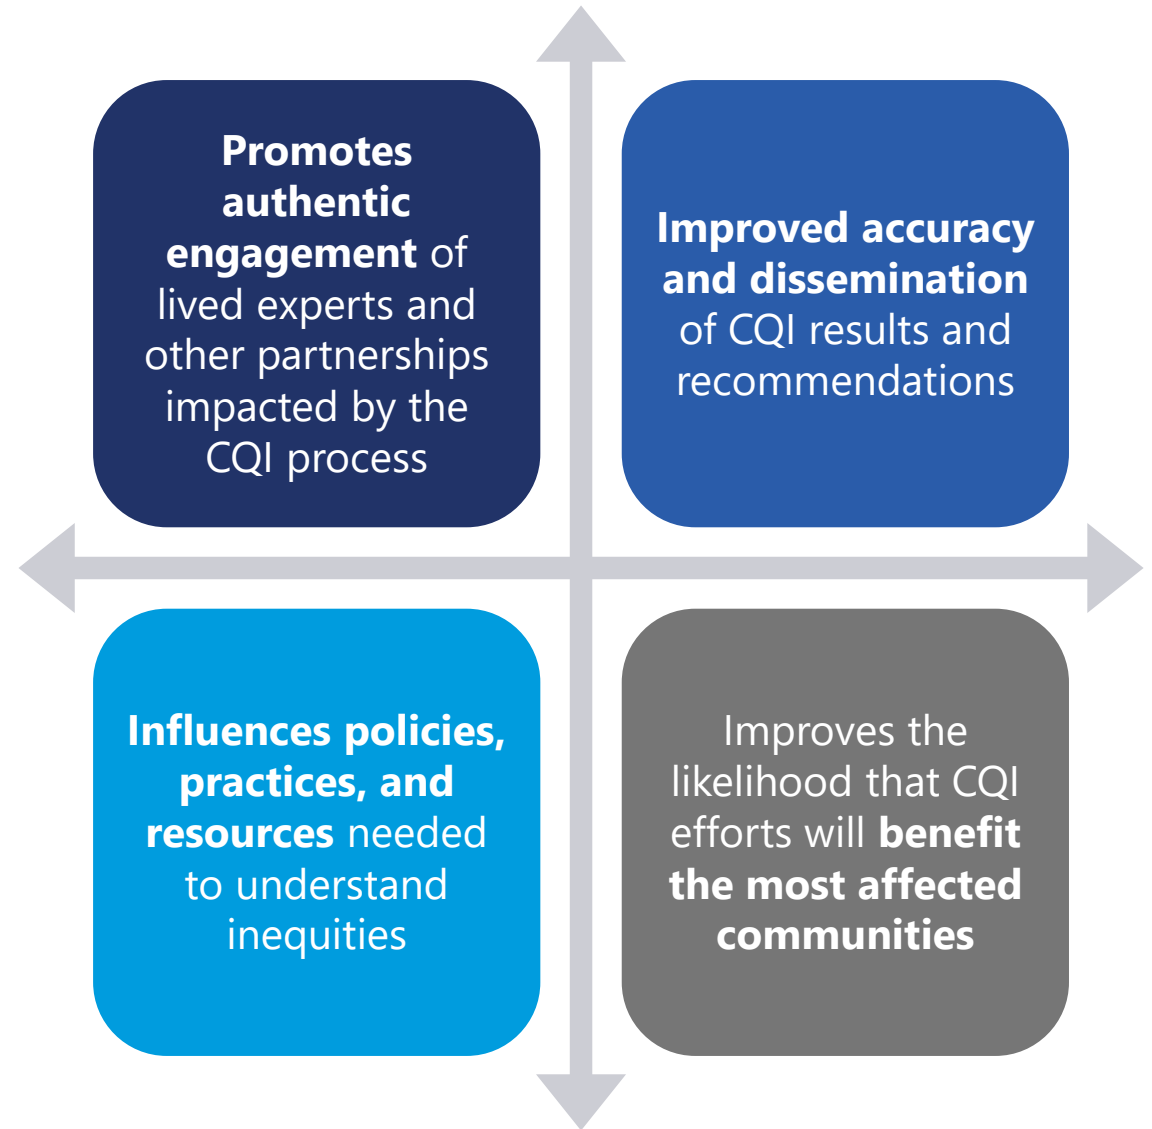 Promotes
authentic
engagement of
lived experts and
other partnerships
impacted by the
CQI process
Improved accuracy
and dissemination
of CQI results and
recommendations
Influences policies,
practices, and
resources needed
to understand
inequities
Improves the
likelihood that CQI
efforts will benefit
the most affected
communities